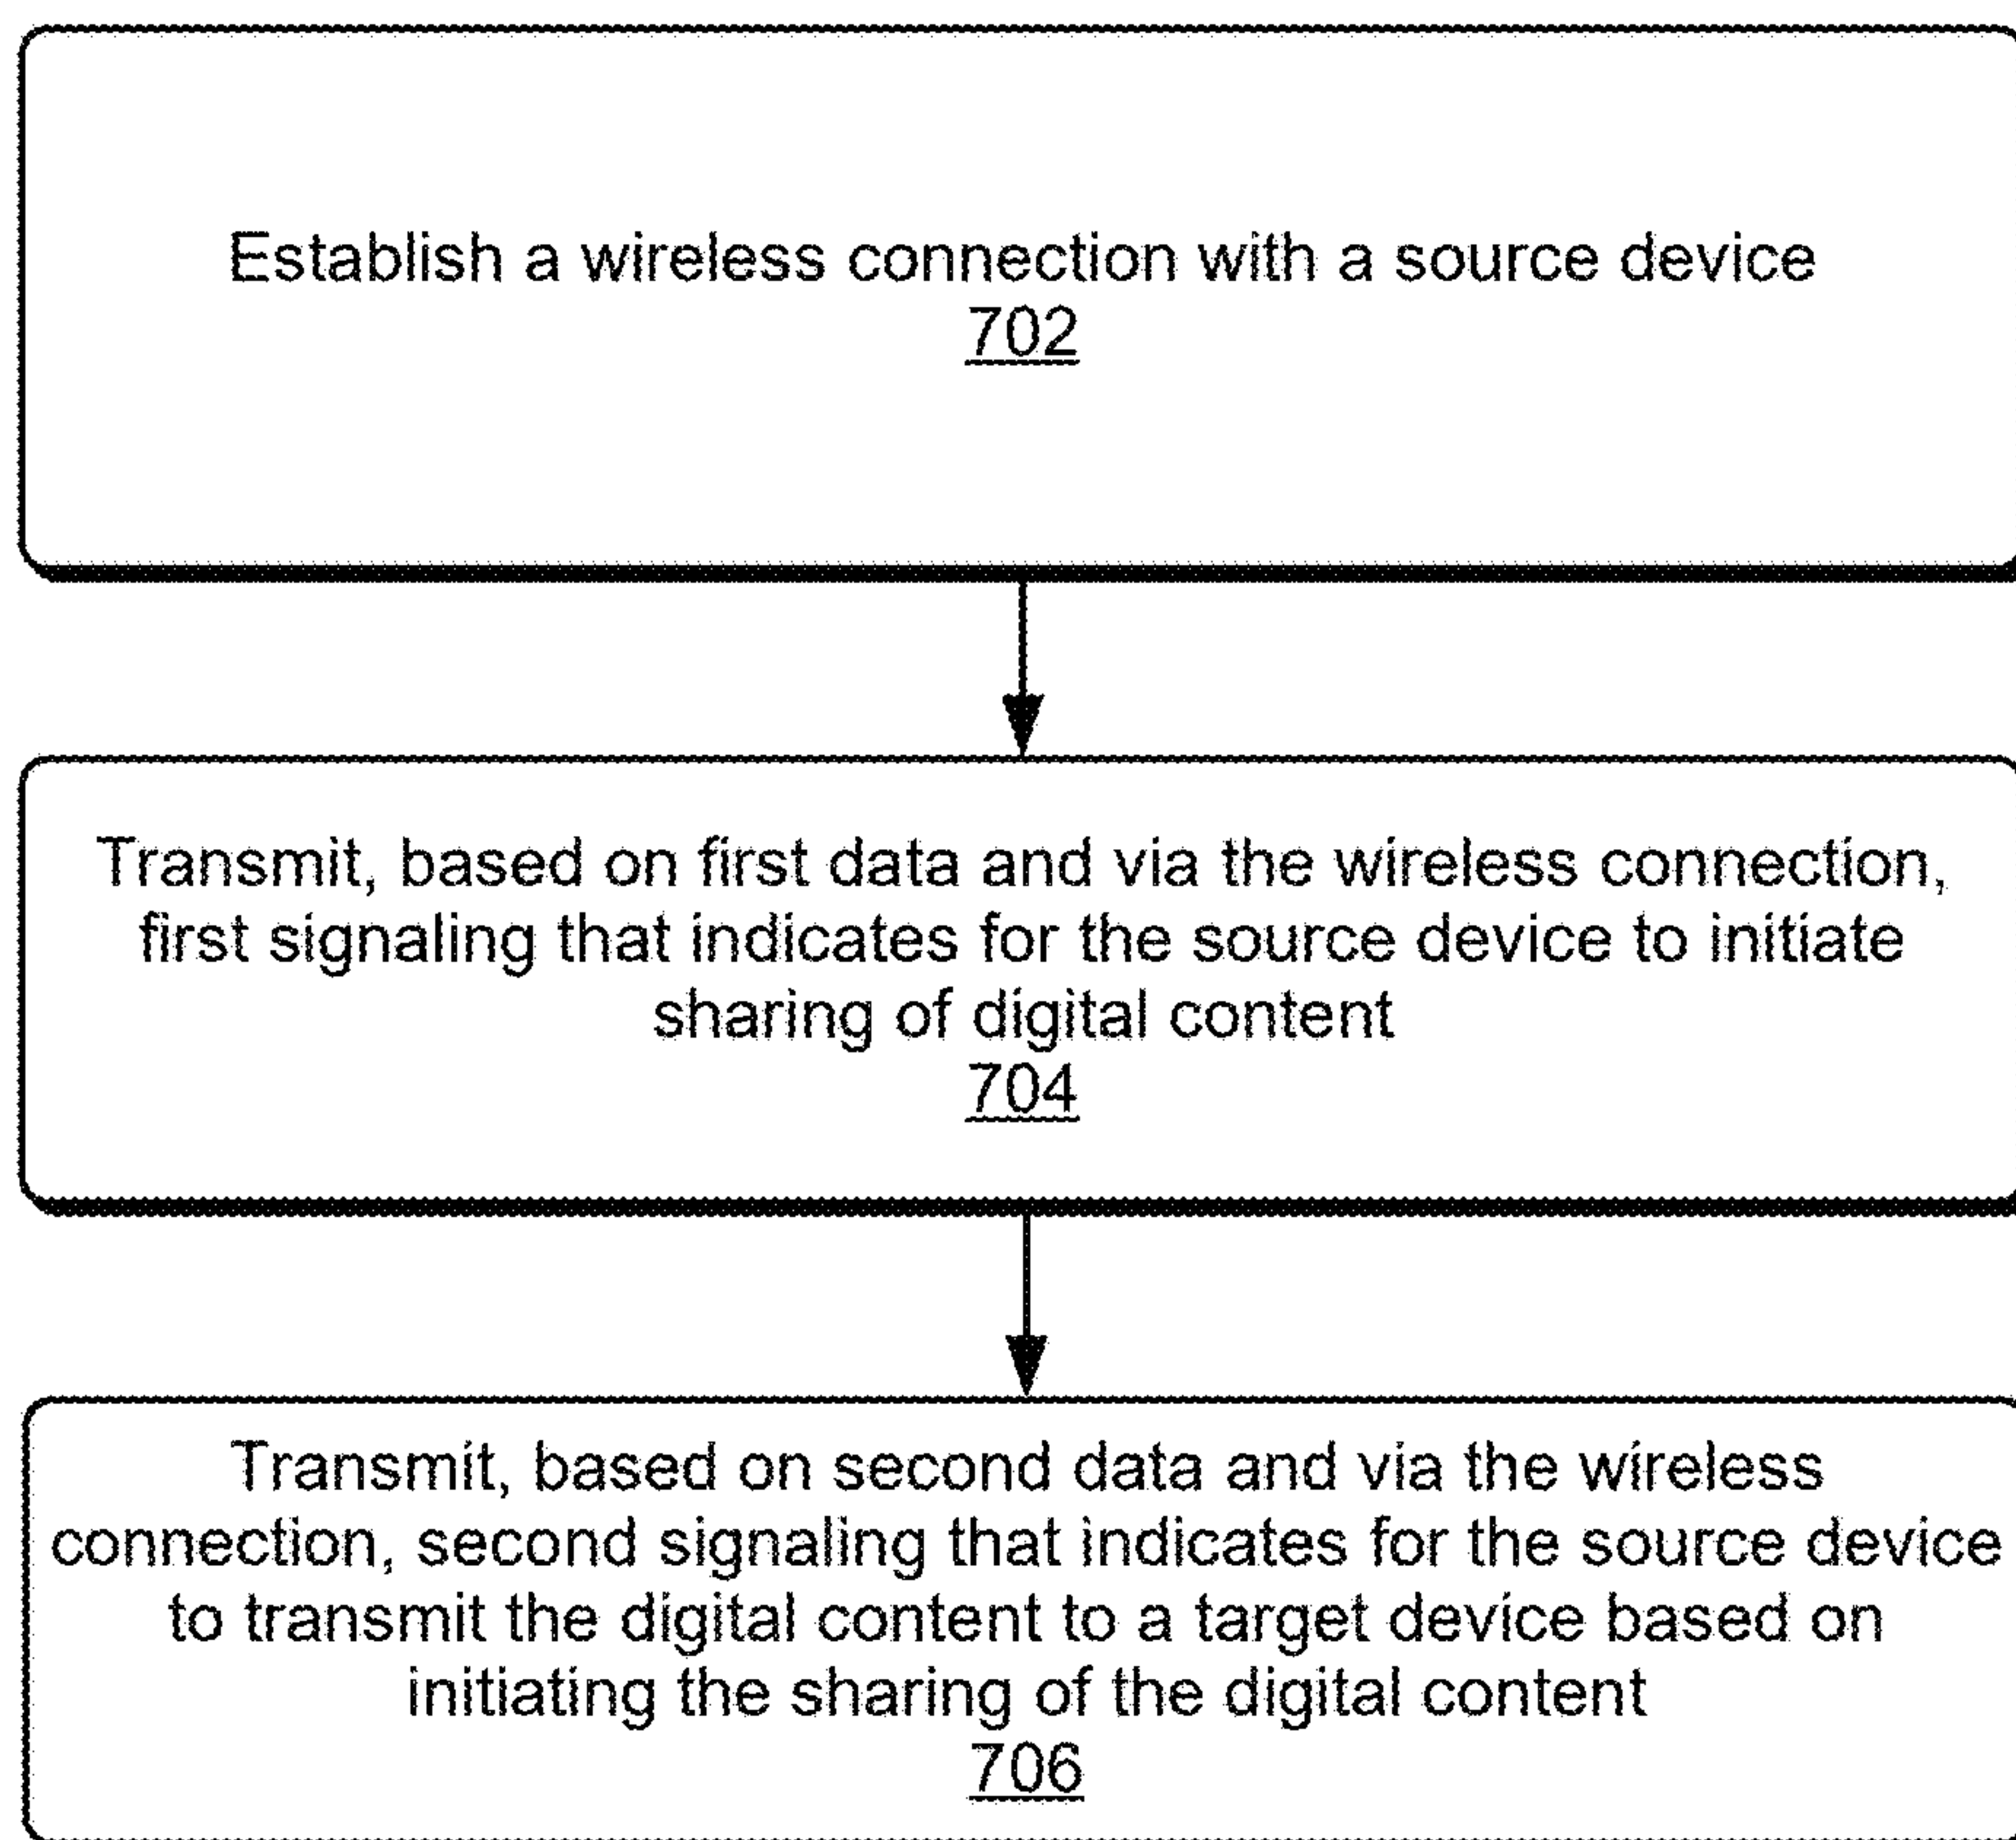 Establish a wireless connection with a source device
702
Transmit, based on first data and via the wireless connection,
first signaling that indicates for the source device to initiate
sharing of digital content
704
Transmit, based on second data and via the wireless
connection, second signaling that indicates for the source device
to transmit the digital content to a target device based on
initiating the sharing of the digital content
706